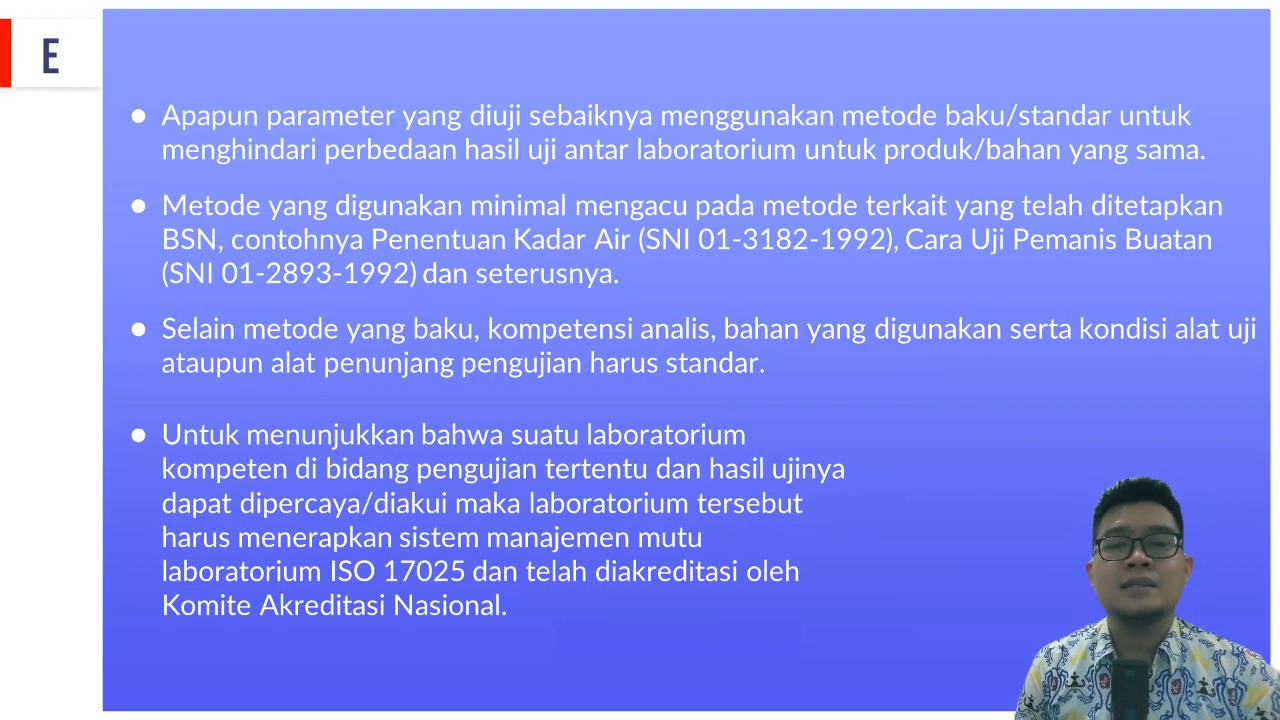 E
● Apapun parameter yang diuji sebaiknya menggunakan metode baku/standar untuk
menghindari perbedaan hasil uji antar laboratorium untuk produk/bahan yang sama.
● Metode yang digunakan minimal mengacu pada metode terkait yang telah ditetapkan
BSN, contohnya Penentuan Kadar Air (SNI 01-3182-1992), Cara Uji Pemanis Buatan
(SNI 01-2893-1992) dan seterusnya.
● Selain metode yang baku, kompetensi analis, bahan yang digunakan serta kondisi alat uji
ataupun alat penunjang pengujian harus standar.
● Untuk menunjukkan bahwa suatu laboratorium
kompeten di bidang pengujian tertentu dan hasil ujinya
dapat dipercaya/diakui maka laboratorium tersebut
harus menerapkan sistem manajemen mutu
laboratorium ISO 17025 dan telah diakreditasi oleh
Komite Akreditasi Nasional.